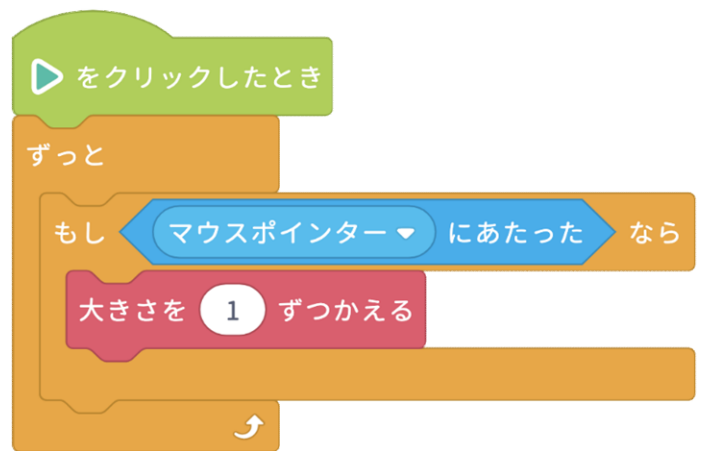 をクリックしたとき
ずっと
もし マウスポインター にあたった なら
大きさを 1 ずつかえる